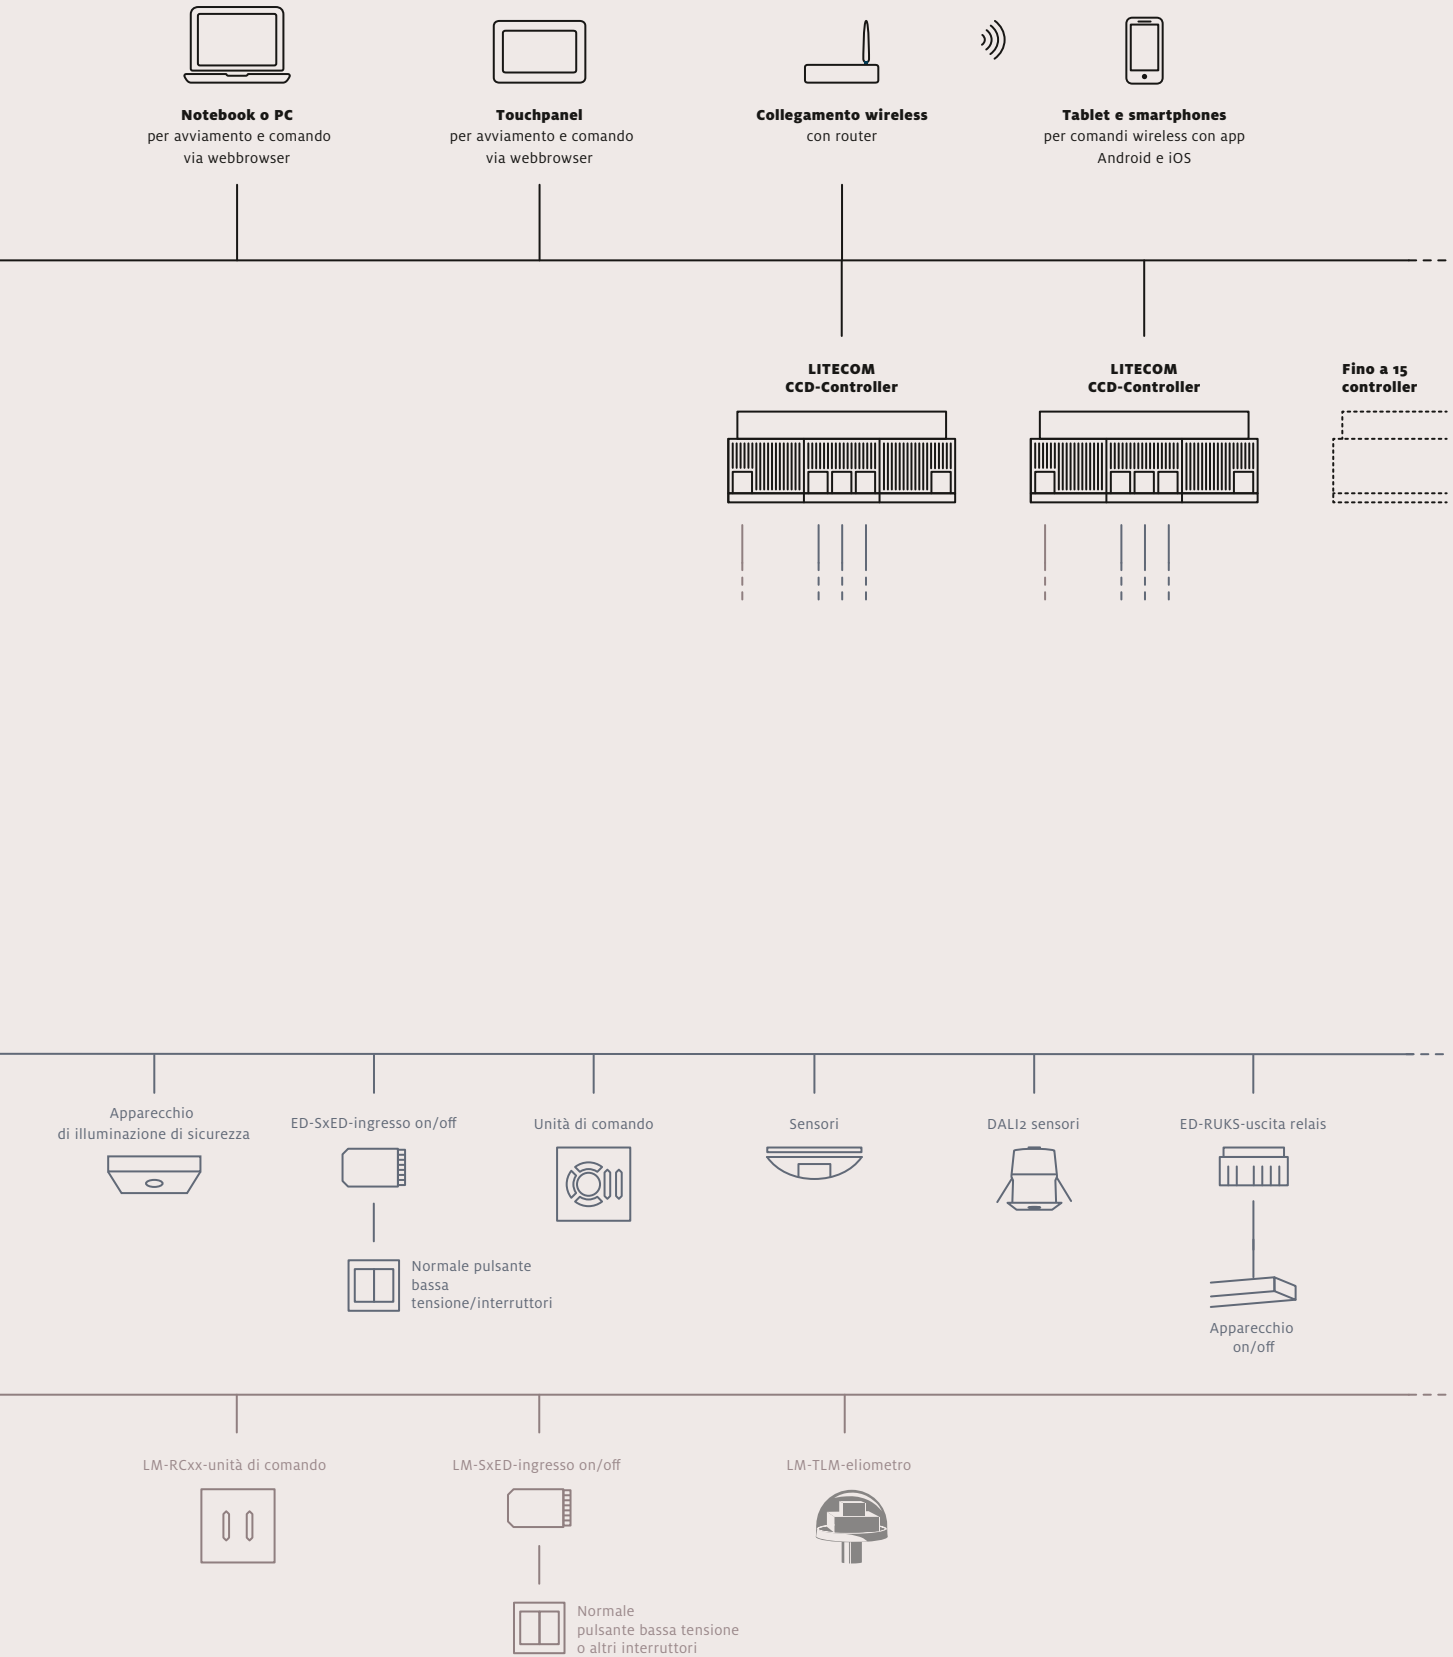 Notebook o PC
per avviamento e comando
via webbrowser
Touchpanel
per avviamento e comando
via webbrowser
Collegamento wireless
con router
Tablet e smartphones
per comandi wireless con app
Android e iOS
LITECOM
CCD-Controller
LITECOM
CCD-Controller
Fino a 15
controller
Apparecchio
di illuminazione di sicurezza
ED-SxED-ingresso on/off
Normale pulsante
bassa
tensione/interruttori
Unità di comando
Sensori
DALI2 sensori
ED-RUKS-uscita relais
Apparecchio
on/off
LM-RCxx-unità di comando
LM-SxED-ingresso on/off
Normale
pulsante bassa tensione
o altri interruttori
LM-TLM-eliometro